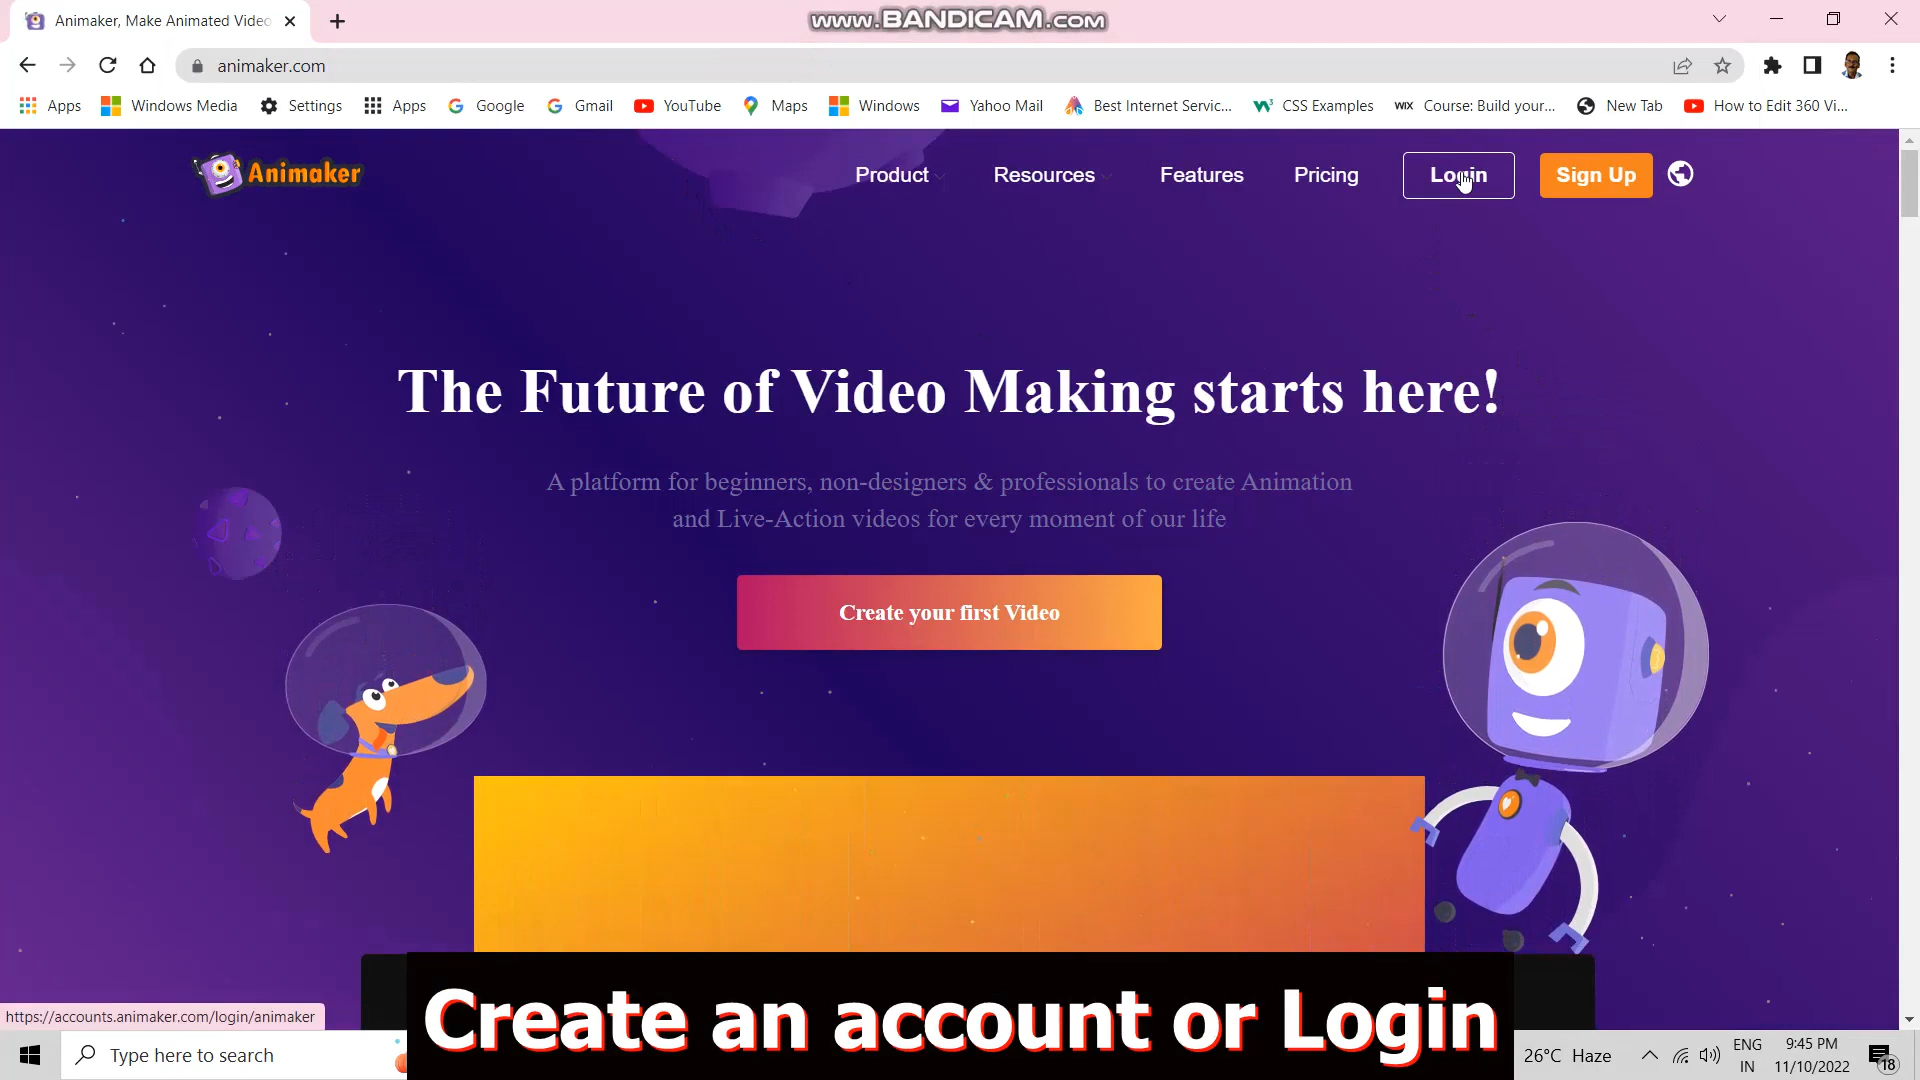 Animaker, Make Animated Video
www.BANDICAM.com
animaker.com
Apps
Windows Media
Settings
Apps
Google
Gmail
YouTube
Maps
Windows
Yahoo Mail
Best Internet Servic...
CSS Examples
WIX
Course: Build your...
New Tab
How to Edit 360 Vi...
Animaker
Product
Resources
Features
Pricing
Login
Sign Up
The Future of Video Making starts here!
A platform for beginners, non-designers & professionals to create Animation
and Live-Action videos for every moment of our life
Create your first Video
https://accounts.animaker.com/login/animaker
Create an account or Login
Type here to search
26°C Haze
ENG
IN
9:45 PM
11/10/2022
18